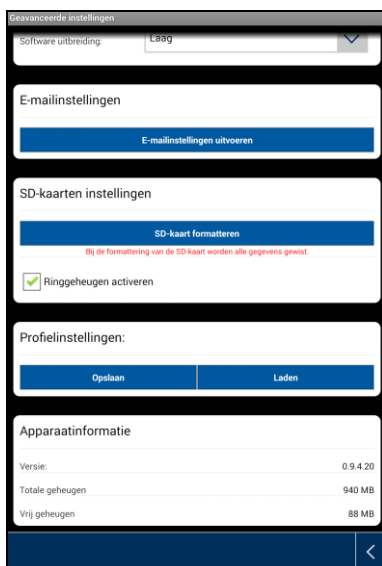 Geavanceerde instellingen
Software uitbreiding: Laag
E-mailinstellingen
E-mailinstellingen uitvoeren
SD-kaarten instellingen
SD-kaart formatteren
Bij de formattering van de SD-kaart worden alle gegevens gewist.
Ringgeheugen activeren
Profielinstellingen:
Opslaan Laden
Apparaatinformatie
Versie: 0.9.4.20
Totale geheugen 940 MB
Vrij geheugen 88 MB